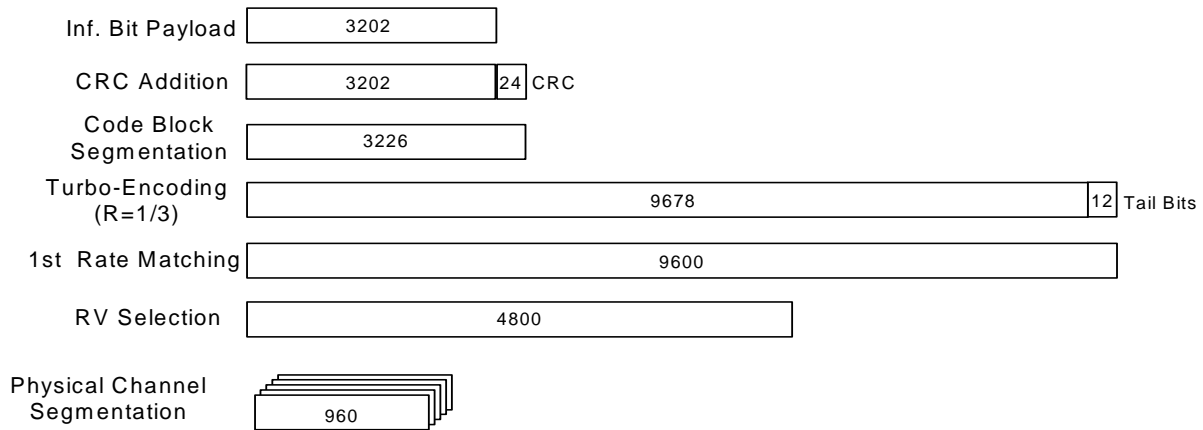 Inf. Bit Payload
3202
CRC Addition
3202
24
CRC
Code Block
Segmentation
3226
Turbo-Encoding
(R=1/3)
9678
12
Tail Bits
1st Rate Matching
9600
RV Selection
4800
Physical Channel
Segmentation
960